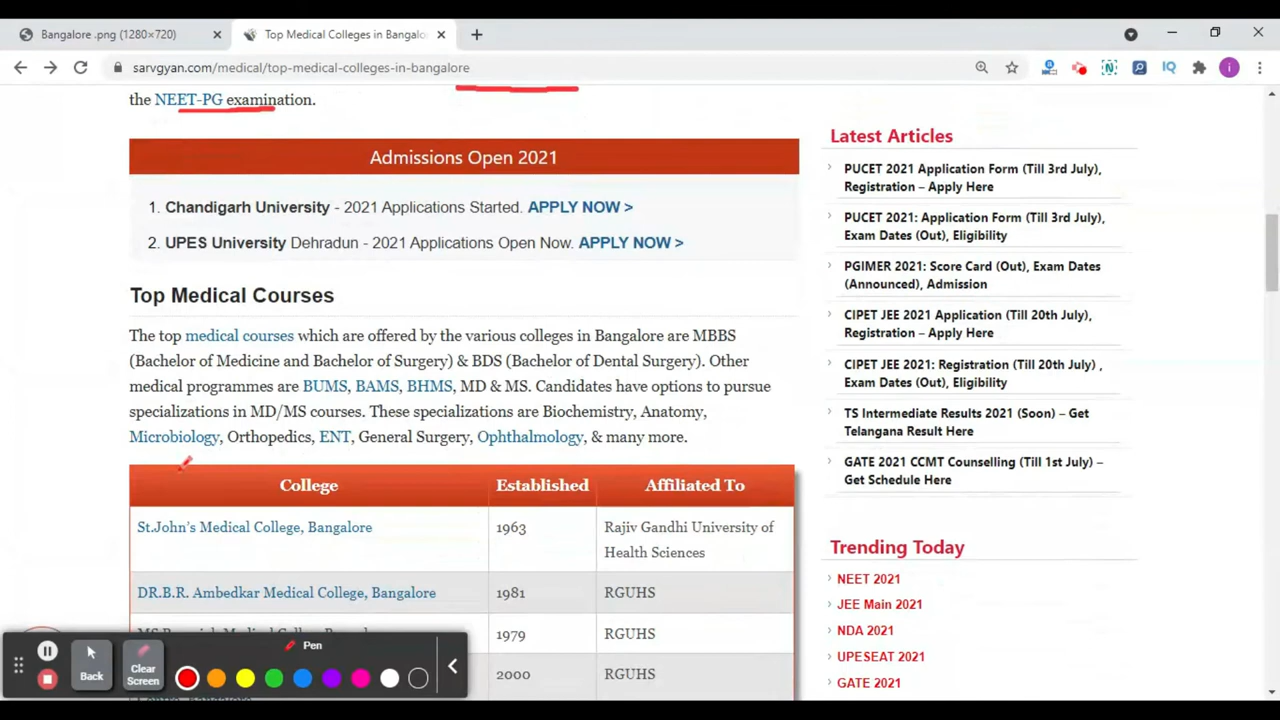 Bangalore .png (1280×720)
Top Medical Colleges in Bangalo
sarvgyan.com/medical/top-medical-colleges-in-bangalore
IQ
i
the NEET-PG examination.
Admissions Open 2021
1. Chandigarh University - 2021 Applications Started. APPLY NOW >
2. UPES University Dehradun - 2021 Applications Open Now. APPLY NOW >
Top Medical Courses
The top medical courses which are offered by the various colleges in Bangalore are MBBS
(Bachelor of Medicine and Bachelor of Surgery) & BDS (Bachelor of Dental Surgery). Other
medical programmes are BUMS, BAMS, BHMS, MD & MS. Candidates have options to pursue
specializations in MD/MS courses. These specializations are Biochemistry, Anatomy,
Microbiology, Orthopedics, ENT, General Surgery, Ophthalmology, & many more.
College Established Affiliated To
St.John's Medical College, Bangalore 1963 Rajiv Gandhi University of
Health Sciences
DR.B.R. Ambedkar Medical College, Bangalore 1981 RGUHS
1979 RGUHS
2000 RGUHS
Latest Articles
PUCET 2021 Application Form (Till 3rd July),
Registration – Apply Here
PUCET 2021: Application Form (Till 3rd July),
Exam Dates (Out), Eligibility
PGIMER 2021: Score Card (Out), Exam Dates
(Announced), Admission
CIPET JEE 2021 Application (Till 20th July),
Registration – Apply Here
CIPET JEE 2021: Registration (Till 20th July) ,
Exam Dates (Out), Eligibility
TS Intermediate Results 2021 (Soon) – Get
Telangana Result Here
GATE 2021 CCMT Counselling (Till 1st July) –
Get Schedule Here
Trending Today
NEET 2021
JEE Main 2021
NDA 2021
UPESEAT 2021
GATE 2021
Back
Clear
Screen
Pen